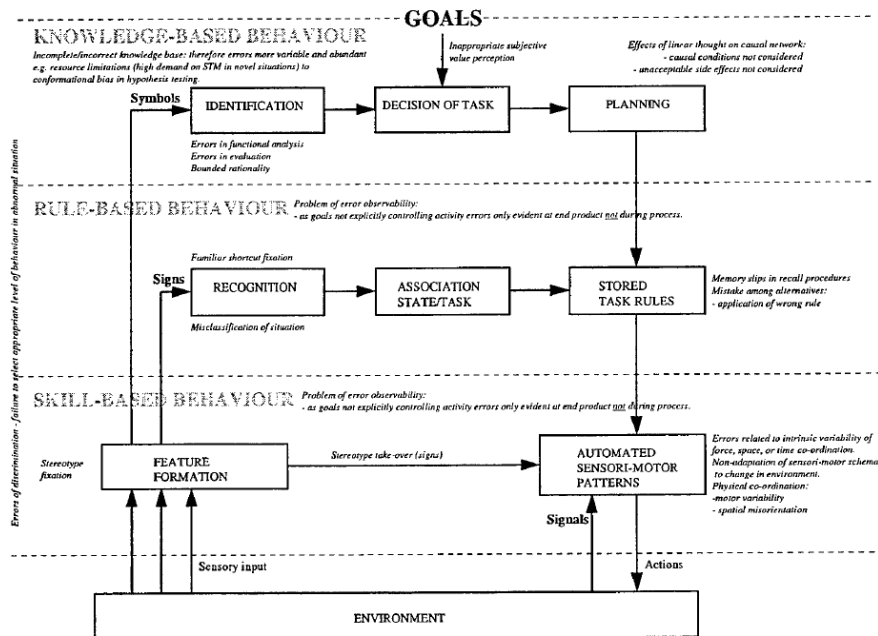 GOALS
KNOWLEDGE-BASED BEHAVIOUR
Incomplete/incorrect knowledge base: therefore errors more variable and abundant
e.g. resource limitations (high demand on STM in novel situations) to
conformational bias in hypothesis testing.
Inappropriate subjective
value perception
Effects of linear thought on causal network:
- causal conditions not considered
- unacceptable side effects not considered
Symbols
IDENTIFICATION
DECISION OF TASK
PLANNING
Errors in functional analysis
Errors in evaluation
Bounded rationality
Errors of discrimination - failure to select appropriate level of behaviour in abnormal situation
RULE-BASED BEHAVIOUR
Problem of error observability:
- as goals not explicitly controlling activity errors only evident at end product not during process.
Familiar shortcut fixation
Signs
RECOGNITION
ASSOCIATION
STATE/TASK
STORED
TASK RULES
Memory slips in recall procedures
Mistake among alternatives:
- application of wrong rule
Misclassification of situation
SKILL-BASED BEHAVIOUR
Problem of error observability:
- as goals not explicitly controlling activity errors only evident at end product not during process.
Stereotype
fixation
FEATURE
FORMATION
Stereotype take-over (signs)
AUTOMATED
SENSORI-MOTOR
PATTERNS
Errors related to intrinsic variability of
force, space, or time co-ordination.
Non-adaptation of sensori-motor schema
to change in environment.
Physical co-ordination:
-motor variability
- spatial misorientation
Signals
Sensory input
Actions
ENVIRONMENT